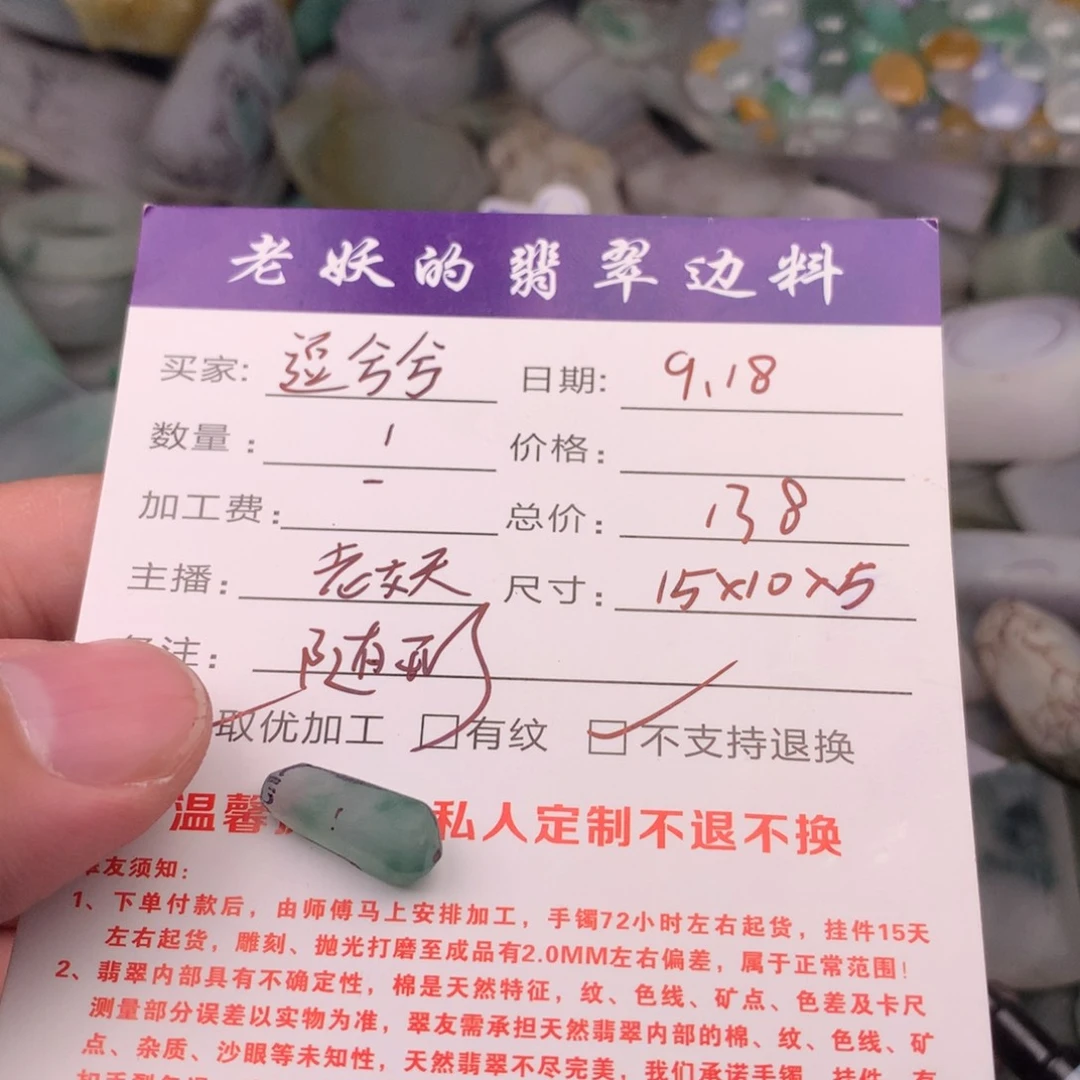 老妖的翡翠边料
买家: 逗兮兮 日期: 9.18
数量: 1 价格:
加工费: - 总价: 138
主播: 老妖 尺寸: 15×10×5
注: 随形
取优加工 □有纹 □不支持退换
温馨 私人定制不退不换
友须知:
1、下单付款后，由师傅马上安排加工，手镯72小时左右起货，挂件15天
左右起货，雕刻、抛光打磨至成品有2.0MM左右偏差，属于正常范围！
2、翡翠内部具有不确定性，棉是天然特征，纹、色线、矿点、色差及卡尺
测量部分误差以实物为准，翠友需承担天然翡翠内部的棉、纹、色线、矿
点、杂质、沙眼等未知性，天然翡翠不尽完美，我们承诺手镯、挂件、有